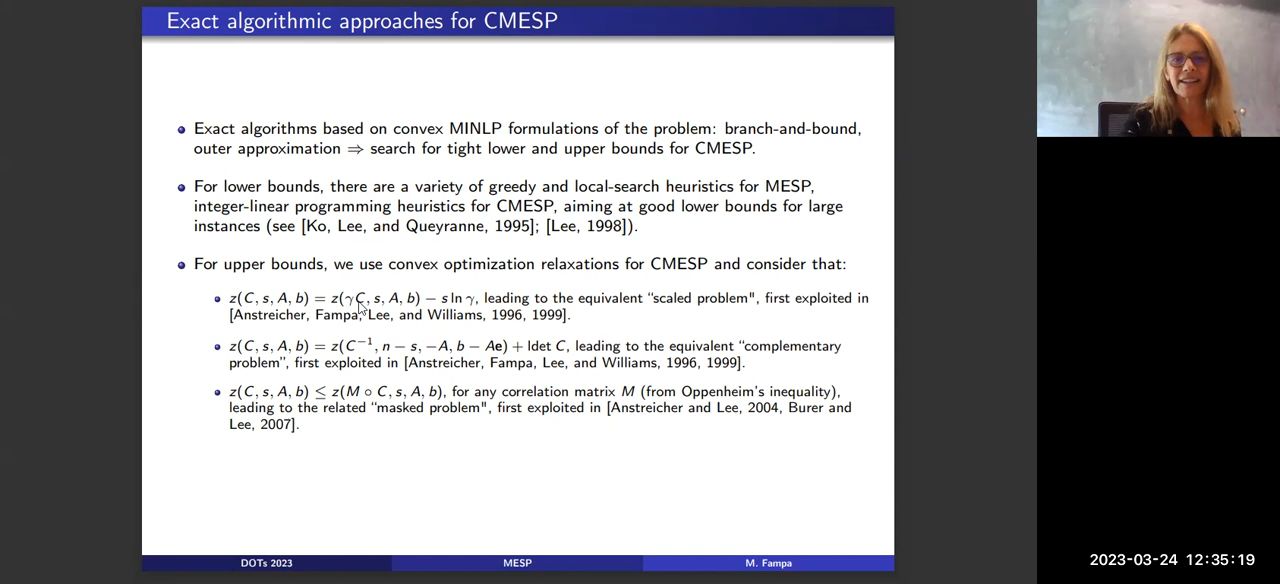 Exact algorithmic approaches for CMESP
Exact algorithms based on convex MINLP formulations of the problem: branch-and-bound,
outer approximation ⇒ search for tight lower and upper bounds for CMESP.
For lower bounds, there are a variety of greedy and local-search heuristics for MESP,
integer-linear programming heuristics for CMESP, aiming at good lower bounds for large
instances (see [Ko, Lee, and Queyranne, 1995]; [Lee, 1998]).
For upper bounds, we use convex optimization relaxations for CMESP and consider that:
z(C, s, A, b) = z(γC, s, A, b) − s ln γ, leading to the equivalent “scaled problem", first exploited in
[Anstreicher, Fampa, Lee, and Williams, 1996, 1999].
z(C, s, A, b) = z(C⁻¹, n − s, −A, b − Ae) + ldet C, leading to the equivalent “complementary
problem”, first exploited in [Anstreicher, Fampa, Lee, and Williams, 1996, 1999].
z(C, s, A, b) ≤ z(M ∘ C, s, A, b), for any correlation matrix M (from Oppenheim's inequality),
leading to the related “masked problem", first exploited in [Anstreicher and Lee, 2004, Burer and
Lee, 2007].
DOTs 2023 MESP M. Fampa
2023-03-24 12:35:19